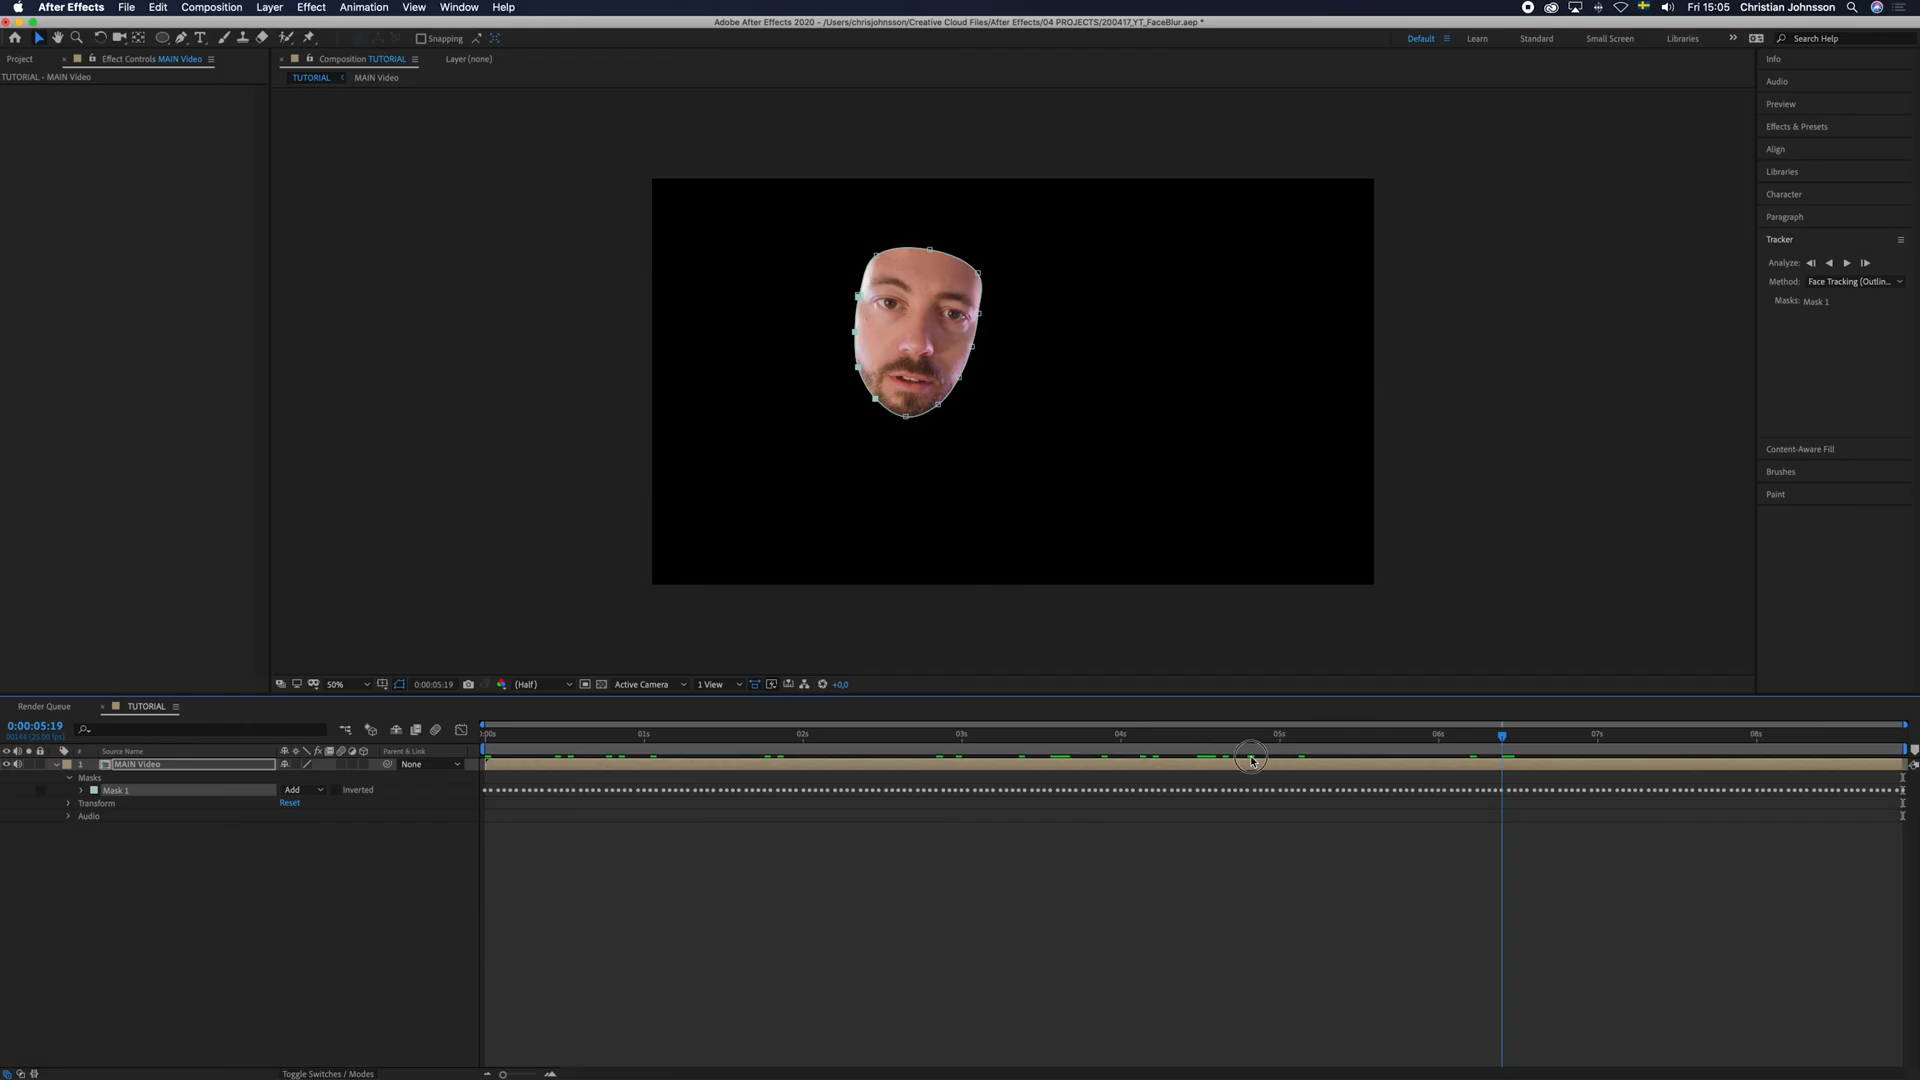 After Effects File Edit Composition Layer Effect Animation View Window Help Fri 15:05 Christian Johnsson
Adobe After Effects 2020 - /Users/chrisjohnsson/Creative Cloud Files/After Effects/04 PROJECTS/200417_YT_FaceBlur.aep *
Snapping Default Learn Standard Small Screen Libraries Search Help
Project Effect Controls MAIN Video Composition TUTORIAL Layer (none) Info
TUTORIAL - MAIN Video TUTORIAL MAIN Video Audio
Preview
Effects & Presets
Align
Libraries
Character
Paragraph
Tracker
Analyze:
Method: Face Tracking (Outlin...
Masks: Mask 1
Content-Aware Fill
Brushes
Paint
50% 0:00:05:19 (Half) Active Camera 1 View +0,0
Render Queue TUTORIAL
0:00:05:19
00144 (25.00 fps)
:00s 01s 02s 03s 04s 05s 06s 07s 08s
# Source Name Parent & Link
1 MAIN Video None
Masks
Mask 1 Add Inverted
Transform Reset
Audio
Toggle Switches / Modes